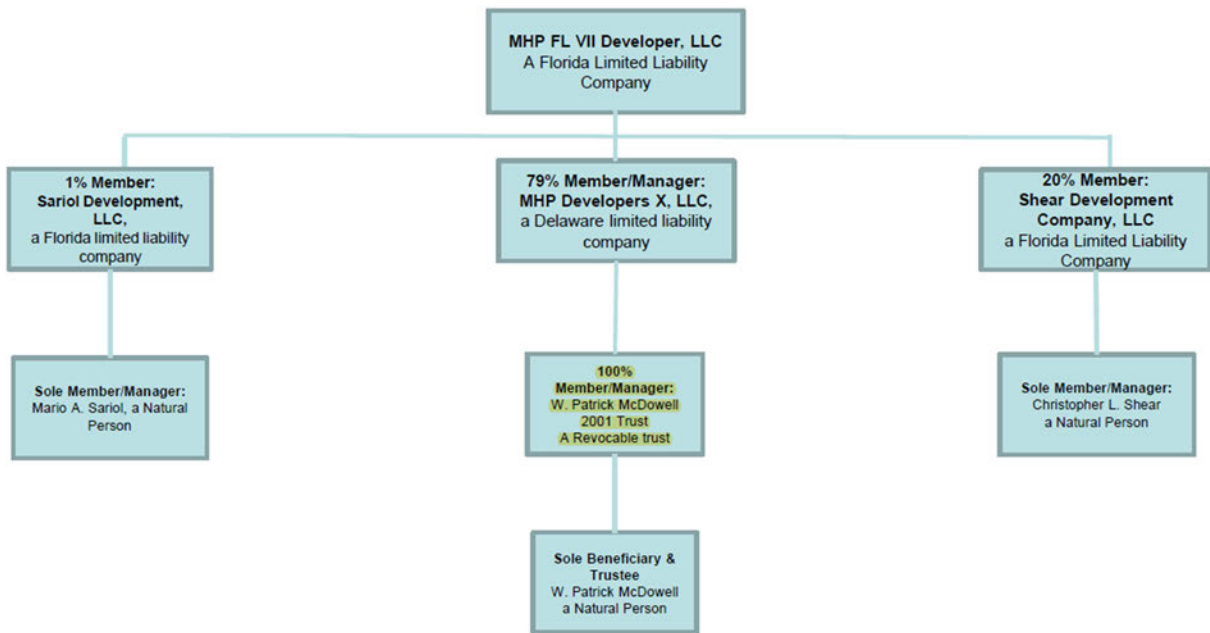 MHP FL VII Developer, LLC
A Florida Limited Liability
Company
1% Member:
Sariol Development,
LLC,
a Florida limited liability
company
79% Member/Manager:
MHP Developers X, LLC,
a Delaware limited liability
company
20% Member:
Shear Development
Company, LLC
a Florida Limited Liability
Company
Sole Member/Manager:
Mario A. Sariol, a Natural
Person
100%
Member/Manager:
W. Patrick McDowell
2001 Trust
A Revocable trust
Sole Member/Manager:
Christopher L. Shear
a Natural Person
Sole Beneficiary &
Trustee
W. Patrick McDowell
a Natural Person